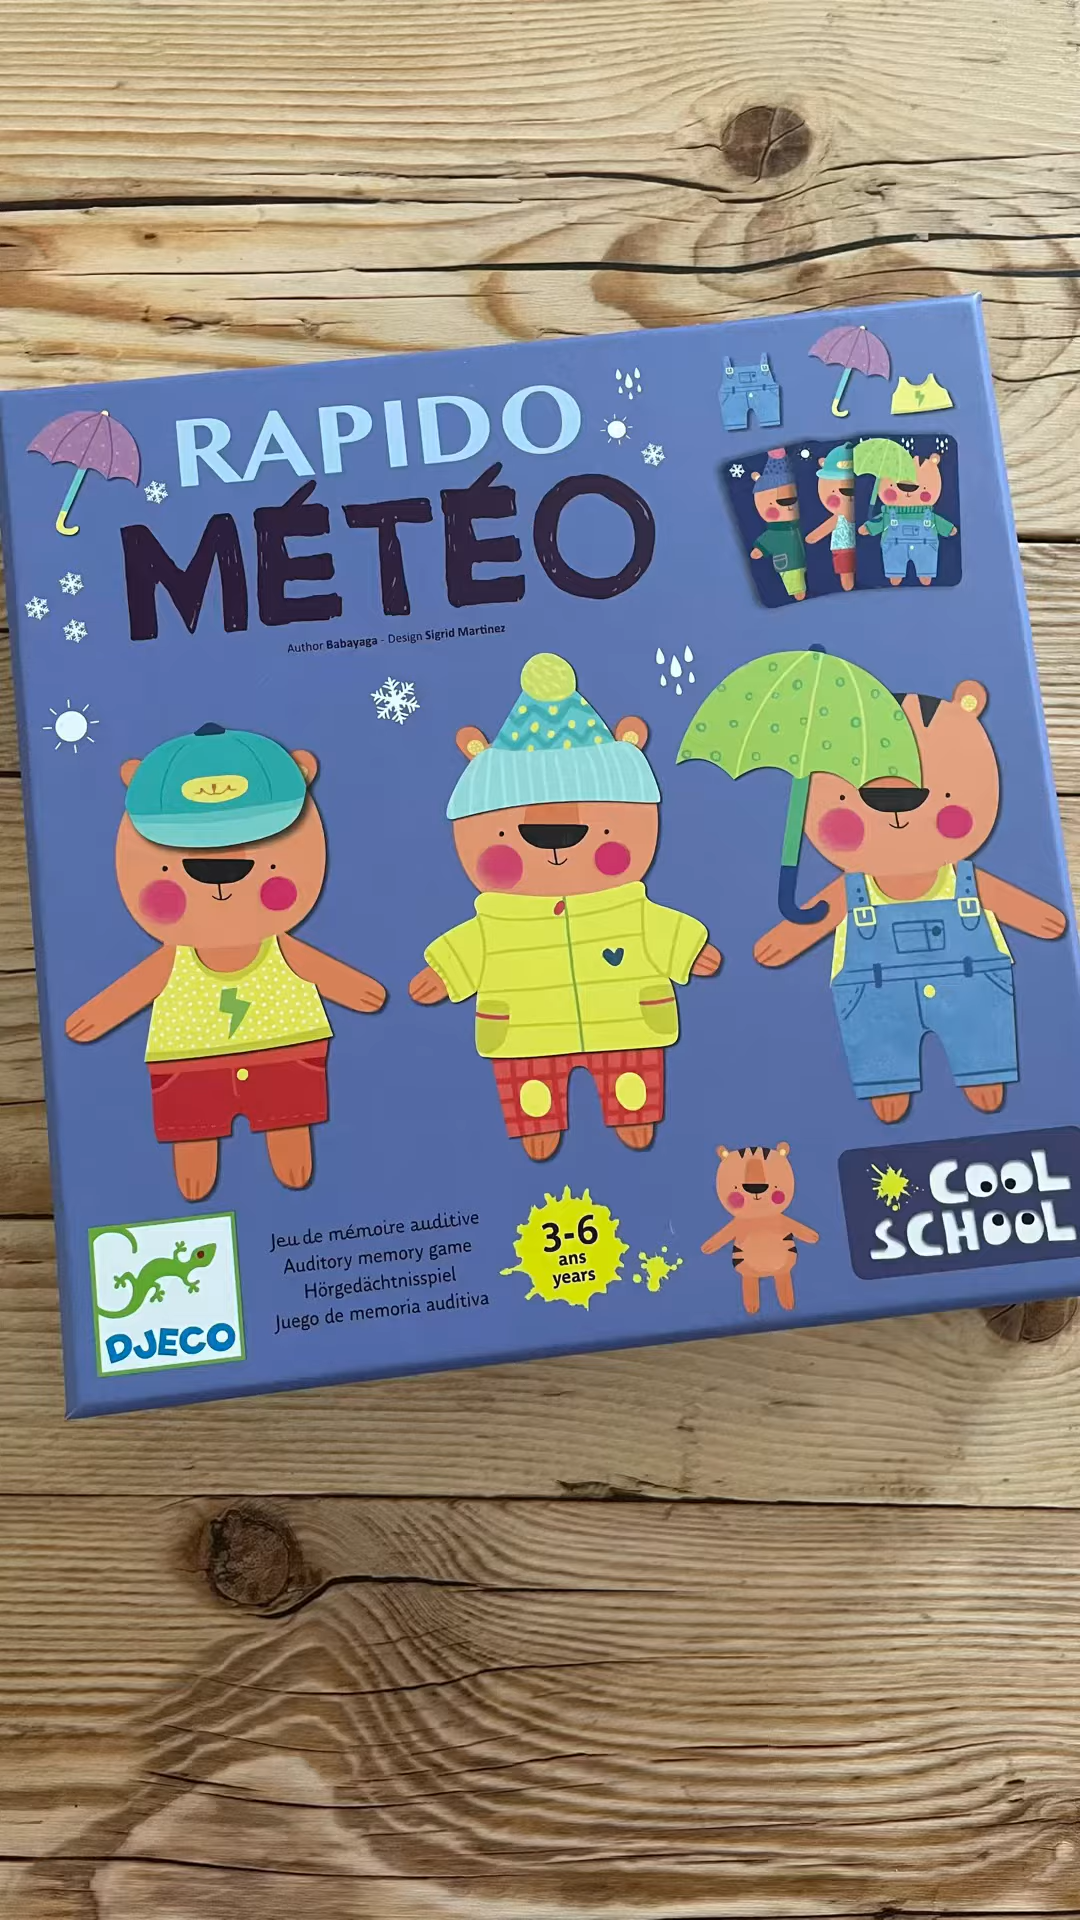 RAPIDO
MÉTÉO
Author Babayaga - Design Sigrid Martinez
Jeu de mémoire auditive
Auditory memory game
Hörgedächtnisspiel
Juego de memoria auditiva
3-6
ans
years
COOL
SCHOOL
DJECO